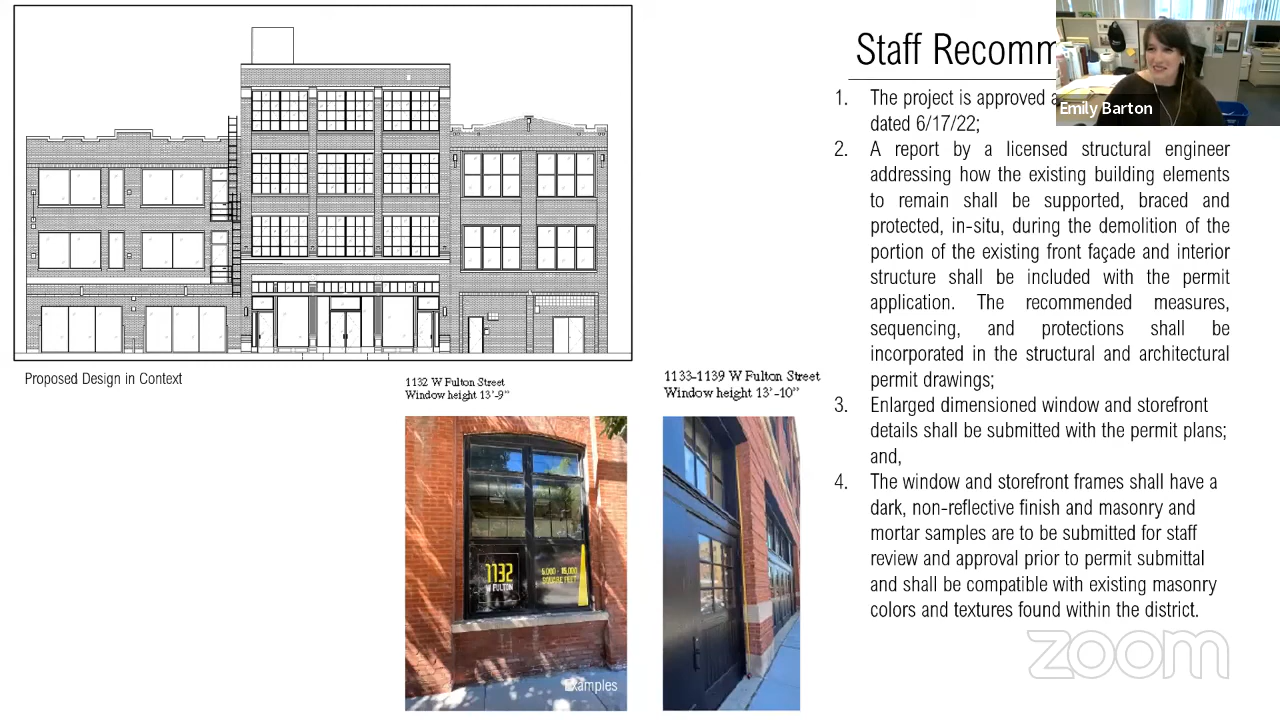 Staff Recomm
Emily Barton
1. The project is approved a
dated 6/17/22;
2. A report by a licensed structural engineer
addressing how the existing building elements
to remain shall be supported, braced and
protected, in-situ, during the demolition of the
portion of the existing front façade and interior
structure shall be included with the permit
application. The recommended measures,
sequencing, and protections shall be
incorporated in the structural and architectural
permit drawings;
3. Enlarged dimensioned window and storefront
details shall be submitted with the permit plans;
and,
4. The window and storefront frames shall have a
dark, non-reflective finish and masonry and
mortar samples are to be submitted for staff
review and approval prior to permit submittal
and shall be compatible with existing masonry
colors and textures found within the district.
Proposed Design in Context
1132 W Fulton Street
Window height 13'-9"
1133-1139 W Fulton Street
Window height 13'-10"
1132
W FULTON
5,000 - 15,000
SQUARE FEET
Examples
zoom